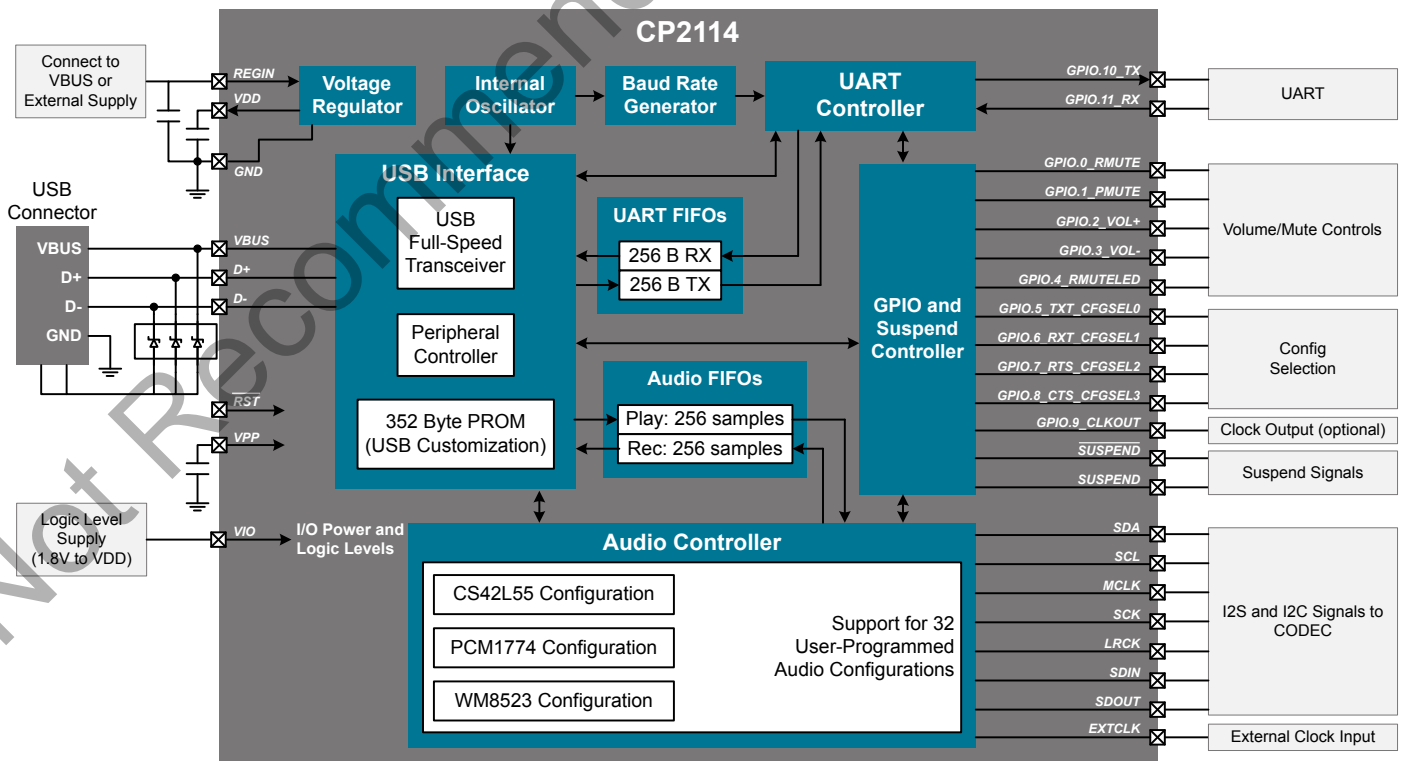 CP2114
Connect to
VBUS or
External Supply
REGIN
VDD
GND
Voltage
Regulator
Internal
Oscillator
Baud Rate
Generator
UART
Controller
GPIO.10_TX
GPIO.11_RX
UART
USB
Connector
VBUS
D+
D-
GND
VBUS
D+
D-
RST
VPP
USB Interface
USB
Full-Speed
Transceiver
Peripheral
Controller
352 Byte PROM
(USB Customization)
UART FIFOs
256 B RX
256 B TX
Audio FIFOs
Play: 256 samples
Rec: 256 samples
GPIO and
Suspend
Controller
GPIO.0_RMUTE
GPIO.1_PMUTE
GPIO.2_VOL+
GPIO.3_VOL-
GPIO.4_RMUTELED
Volume/Mute Controls
GPIO.5_TXT_CFGSEL0
GPIO.6_RXT_CFGSEL1
GPIO.7_RTS_CFGSEL2
GPIO.8_CTS_CFGSEL3
Config
Selection
GPIO.9_CLKOUT
Clock Output (optional)
SUSPEND
SUSPEND
Suspend Signals
Logic Level
Supply
(1.8V to VDD)
VIO
I/O Power and
Logic Levels
Audio Controller
CS42L55 Configuration
PCM1774 Configuration
WM8523 Configuration
Support for 32
User-Programmed
Audio Configurations
SDA
SCL
MCLK
SCK
LRCK
SDIN
SDOUT
I2S and I2C Signals to
CODEC
EXTCLK
External Clock Input
Not Recommen